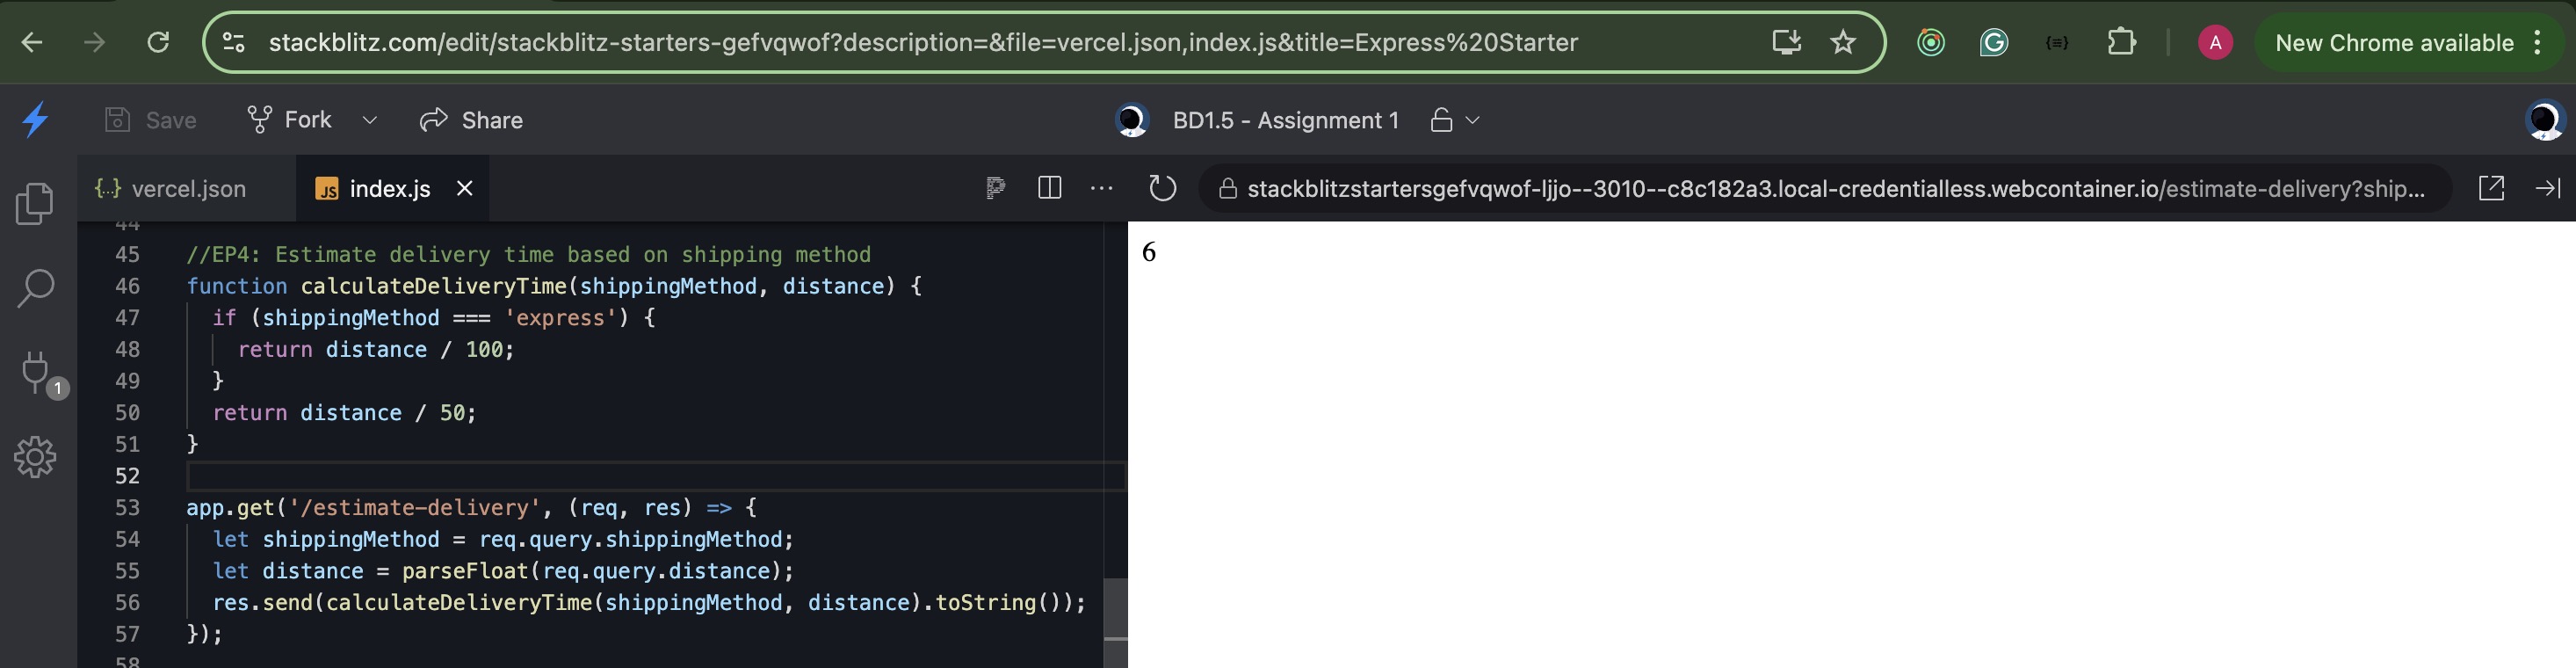 stackblitz.com/edit/stackblitz-starters-gefvqwof?description=&file=vercel.json,index.js&title=Express%20Starter
A
New Chrome available
Save
Fork
Share
BD1.5 - Assignment 1
{..} vercel.json
JS index.js
stackblitzstartersgefvqwof-ljjo--3010--c8c182a3.local-credentialless.webcontainer.io/estimate-delivery?ship...
1
44
45 //EP4: Estimate delivery time based on shipping method
46 function calculateDeliveryTime(shippingMethod, distance) {
47 if (shippingMethod === 'express') {
48 return distance / 100;
49 }
50 return distance / 50;
51 }
52
53 app.get('/estimate-delivery', (req, res) => {
54 let shippingMethod = req.query.shippingMethod;
55 let distance = parseFloat(req.query.distance);
56 res.send(calculateDeliveryTime(shippingMethod, distance).toString());
57 });
58
6